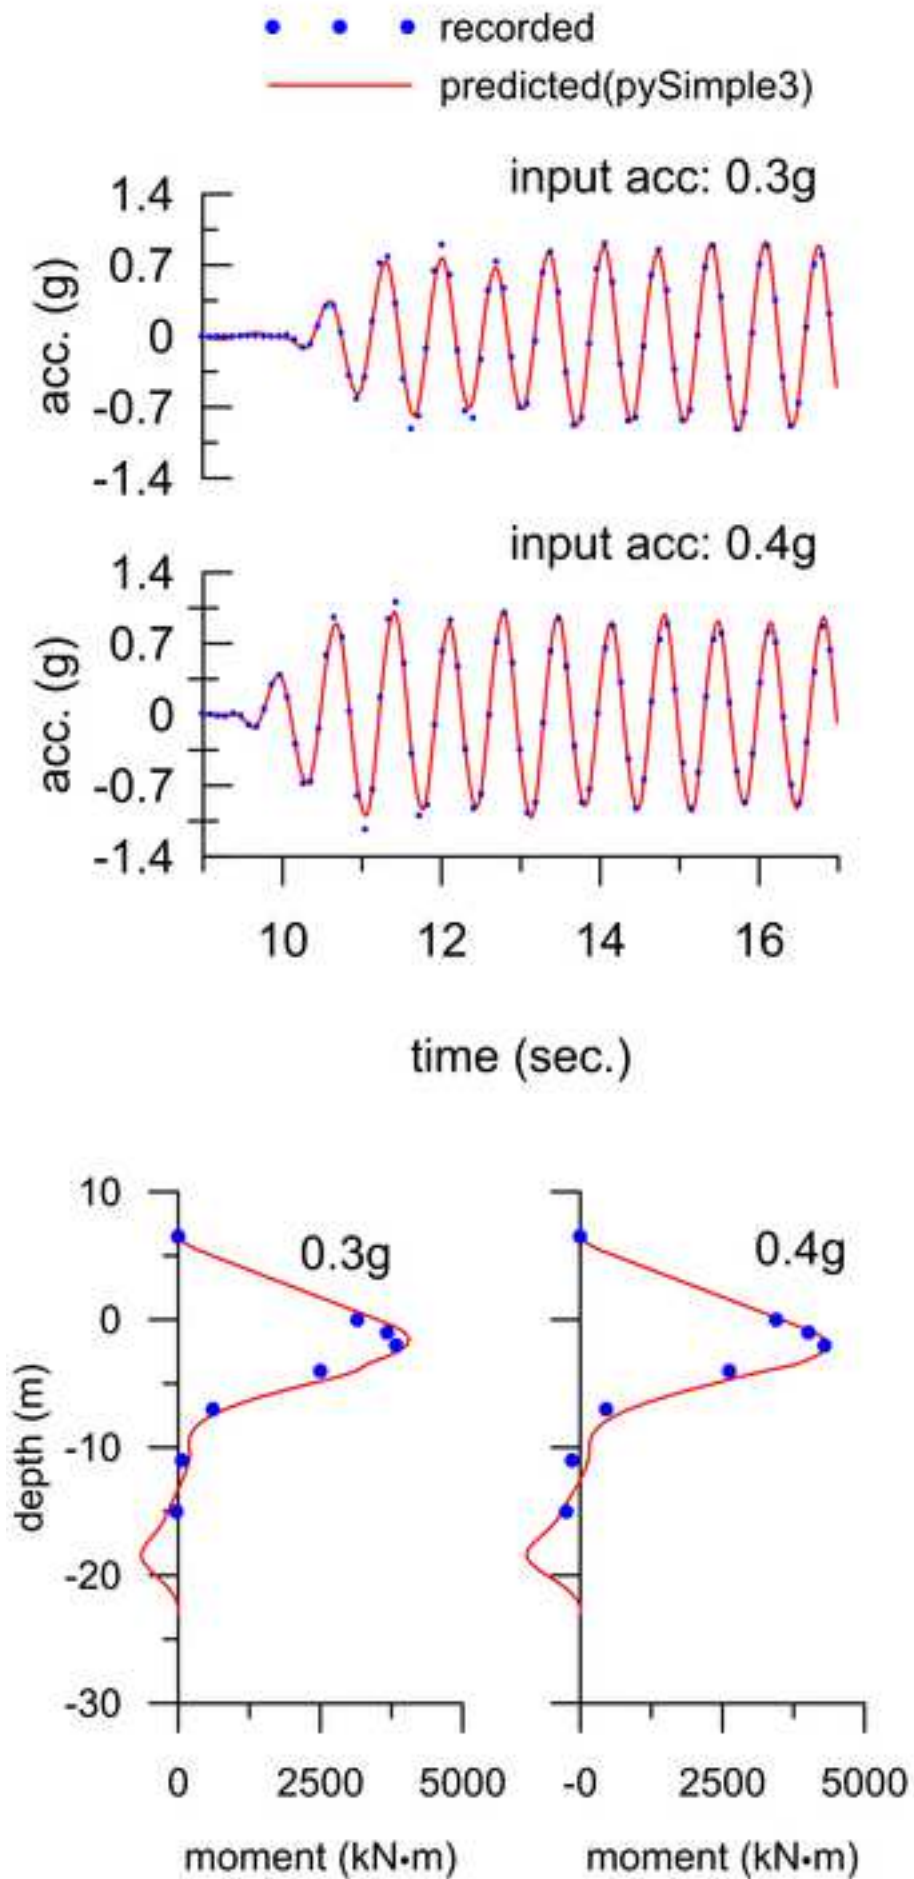 recorded
predicted(pySimple3)
input acc: 0.3g
1.4
0.7
0
-0.7
-1.4
acc. (g)
input acc: 0.4g
1.4
0.7
0
-0.7
-1.4
acc. (g)
10 12 14 16
time (sec.)
10
0
-10
-20
-30
depth (m)
0.3g
0.4g
0 2500 5000
-0 2500 5000
moment (kN•m)
moment (kN•m)